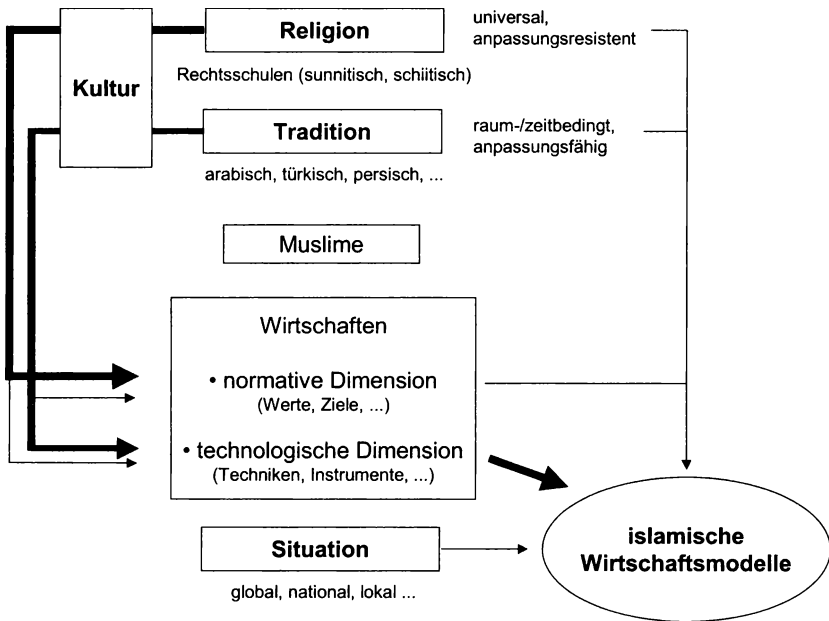 Kultur
Religion
universal,
anpassungsresistent
Rechtsschulen (sunnitisch, schiitisch)
Tradition
raum-/zeitbedingt,
anpassungsfähig
arabisch, türkisch, persisch, ...
Muslime
Wirtschaften
• normative Dimension
(Werte, Ziele, ...)
• technologische Dimension
(Techniken, Instrumente, ...)
Situation
global, national, lokal ...
islamische
Wirtschaftsmodelle